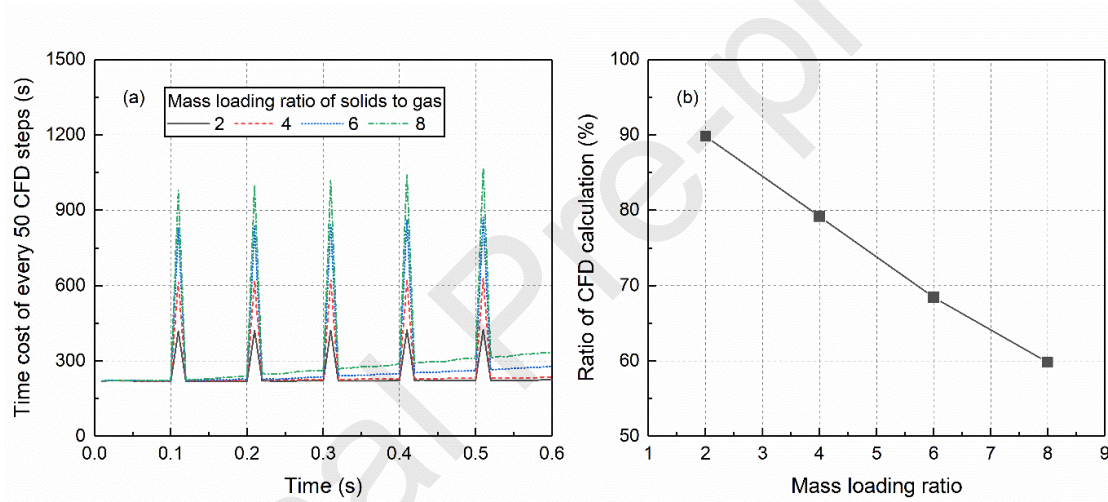 Time cost of every 50 CFD steps (s)
1500
1200
900
600
300
0
(a)
Mass loading ratio of solids to gas
2 4 6 8
0.0 0.1 0.2 0.3 0.4 0.5 0.6
Time (s)
Ratio of CFD calculation (%)
100
90
80
70
60
50
(b)
1 2 3 4 5 6 7 8 9
Mass loading ratio
al Pre-p